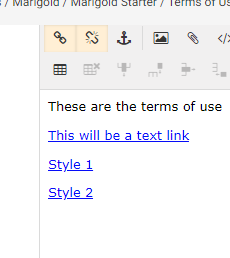 / Marigold / Marigold Starter / Terms of Us
These are the terms of use
This will be a text link
Style 1
Style 2